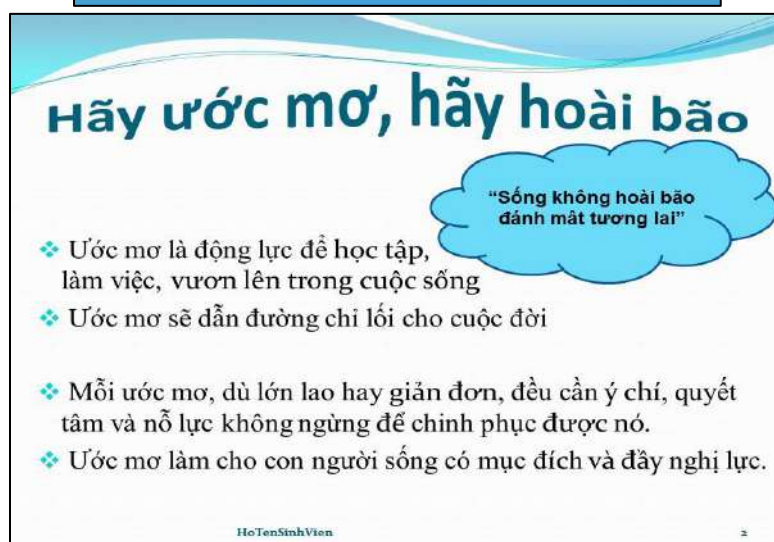 Hãy ước mơ, hãy hoài bão
“Sống không hoài bão
đánh mât tương lai”
Ước mơ là động lực để học tập,
làm việc, vươn lên trong cuộc sống
Ước mơ sẽ dẫn đường chỉ lối cho cuộc đời
Mỗi ước mơ, dù lớn lao hay giản đơn, đều cần ý chí, quyết
tâm và nỗ lực không ngừng để chinh phục được nó.
Ước mơ làm cho con người sống có mục đích và đầy nghị lực.
HoTenSinhVien
2